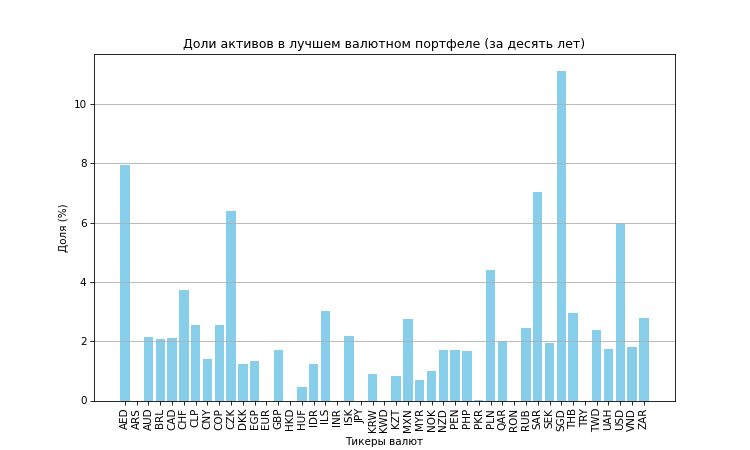 Доли активов в лучшем валютном портфеле (за десять лет)
Доля (%)
10
8
6
4
2
0
AED ARS AUD BRL CAD CHF CLP CNY COP CZK DKK EGP EUR GBP HKD HUF IDR ILS INR ISK JPY KRW KWD KZT MXN MYR NOK NZD PEN PHP PKR PLN QAR RON RUB SAR SEK SGD THB TRY TWD UAH USD VND ZAR
Тикеры валют